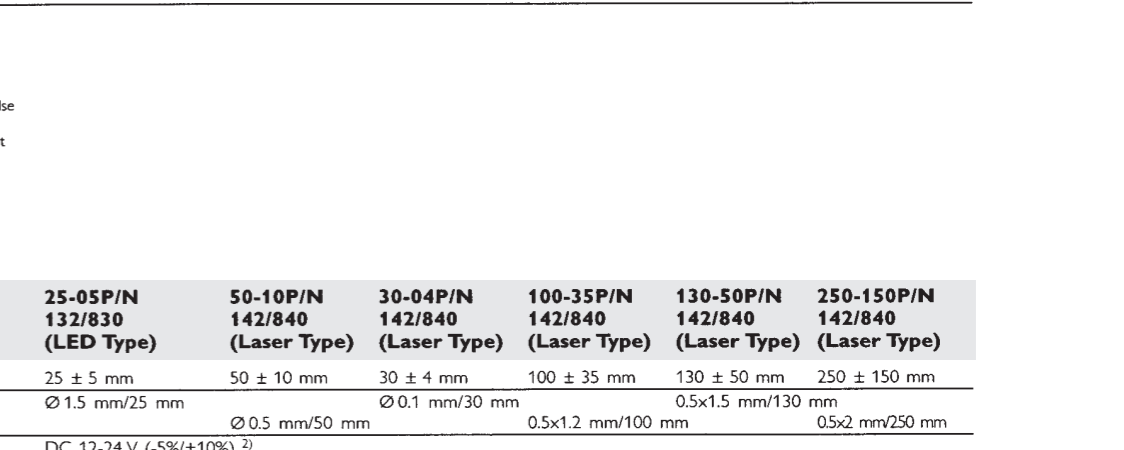 lse
t
25-05P/N 50-10P/N 30-04P/N 100-35P/N 130-50P/N 250-150P/N
132/830 142/840 142/840 142/840 142/840 142/840
(LED Type) (Laser Type) (Laser Type) (Laser Type) (Laser Type) (Laser Type)
25 ± 5 mm 50 ± 10 mm 30 ± 4 mm 100 ± 35 mm 130 ± 50 mm 250 ± 150 mm
Ø 1.5 mm/25 mm Ø 0.1 mm/30 mm 0.5x1.5 mm/130 mm
Ø 0.5 mm/50 mm 0.5x1.2 mm/100 mm 0.5x2 mm/250 mm
DC 12-24 V (-5%/+10%) 2)